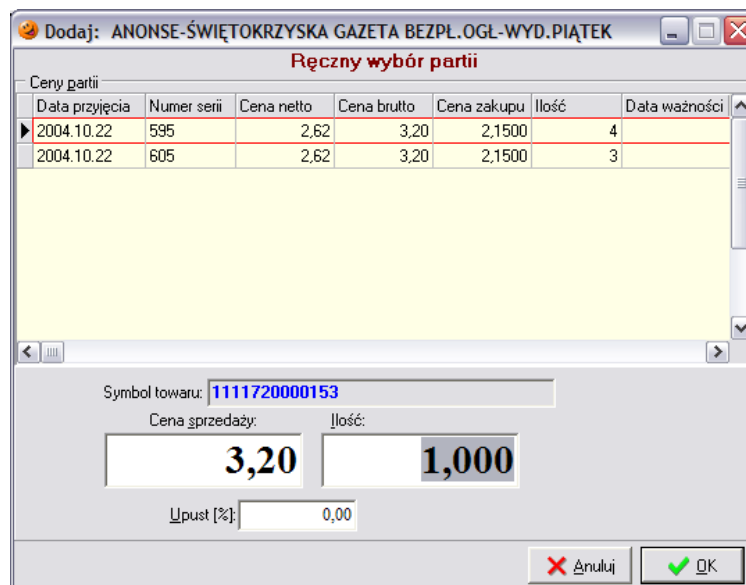 Dodaj: ANONSE-ŚWIĘTOKRZYSKA GAZETA BEZPŁ.OGŁ-WYD.PIĄTEK
Ręczny wybór partii
Ceny partii
Data przyjęcia Numer serii Cena netto Cena brutto Cena zakupu Ilość Data ważności
2004.10.22 595 2,62 3,20 2,1500 4
2004.10.22 605 2,62 3,20 2,1500 3
Symbol towaru: 1111720000153
Cena sprzedaży: Ilość:
3,20 1,000
Upust [%]: 0,00
Anuluj OK